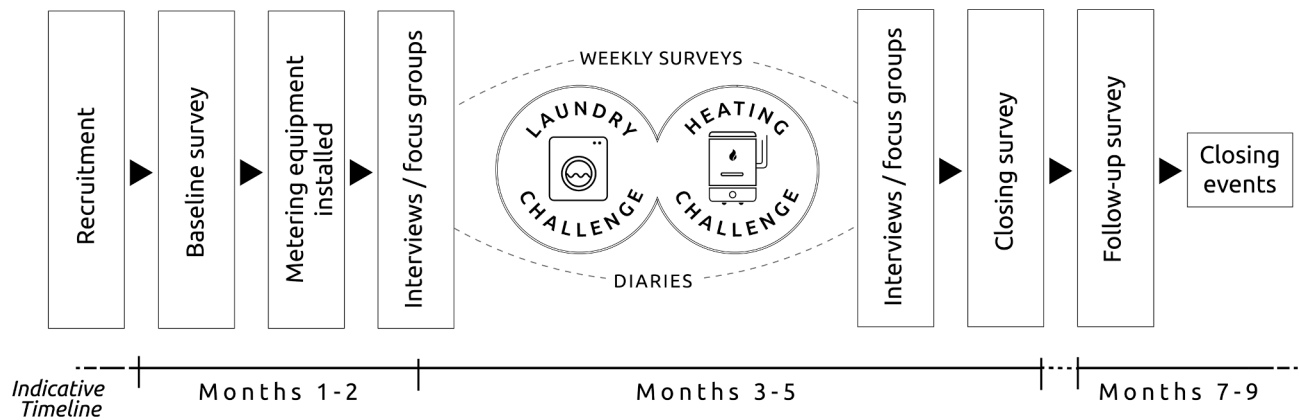 Recruitment
Baseline survey
Metering equipment
installed
Interviews / focus groups
WEEKLY SURVEYS
LAUNDRY
CHALLENGE
HEATING
CHALLENGE
DIARIES
Interviews / focus groups
Closing survey
Follow-up survey
Closing
events
Indicative
Timeline
Months 1-2
Months 3-5
Months 7-9